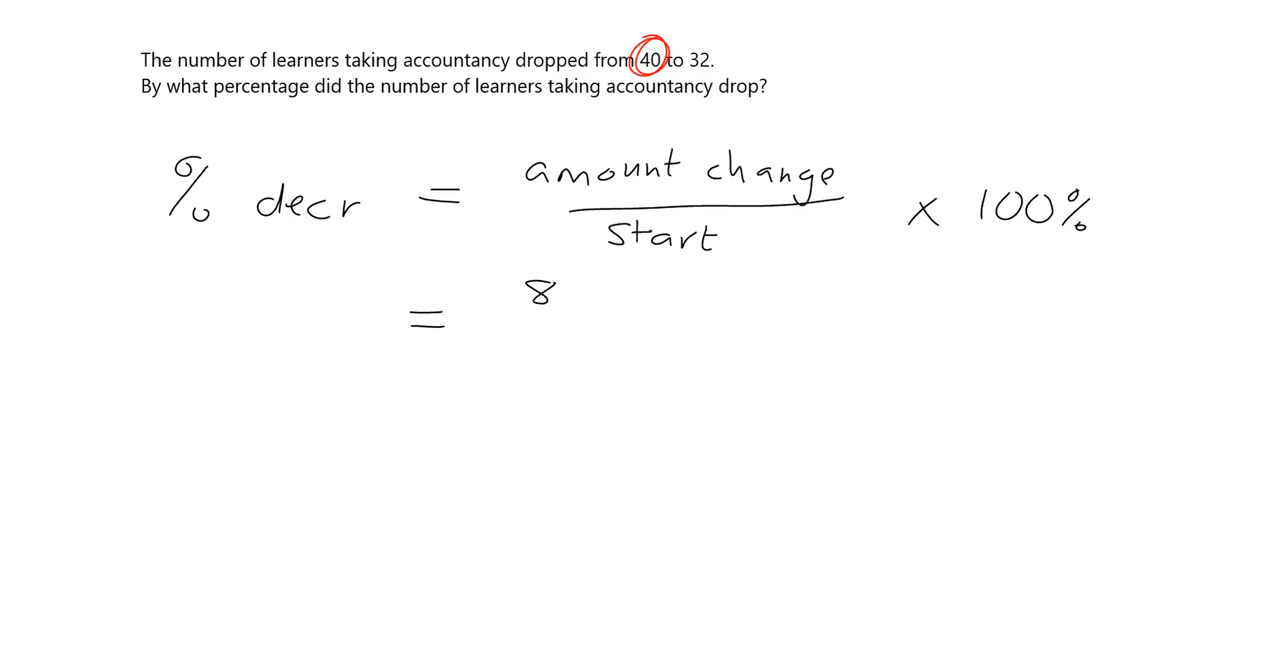 The number of learners taking accountancy dropped from 40 to 32.
By what percentage did the number of learners taking accountancy drop?
% decr = amount change / start × 100%
= 8